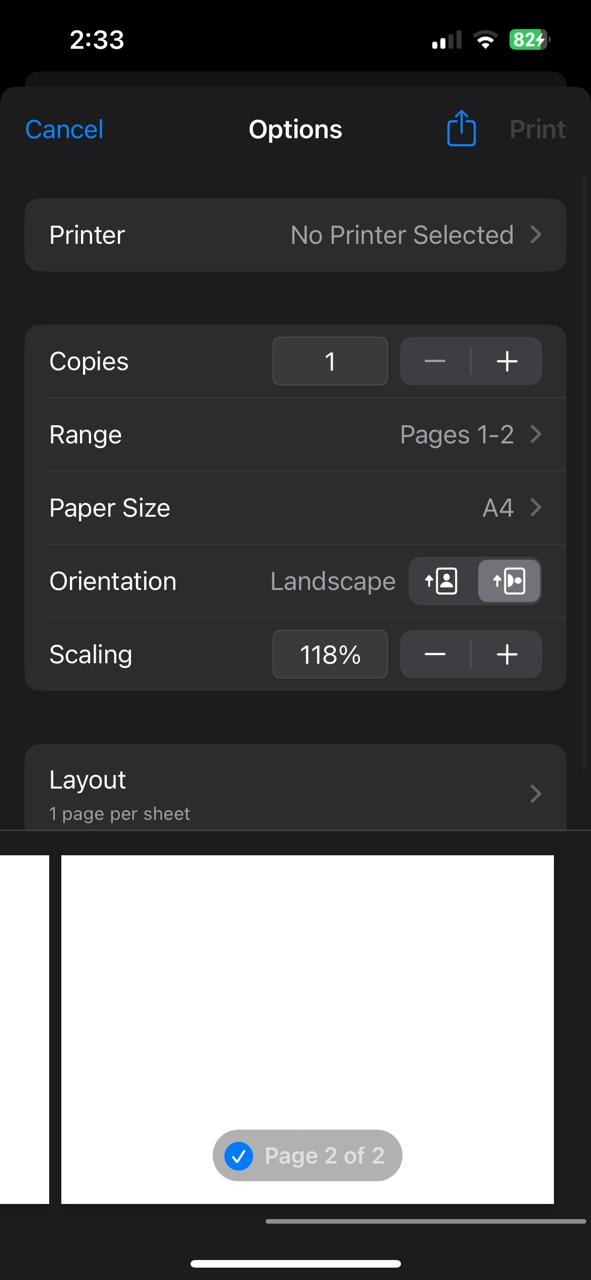 2:33
82
Cancel
Options
Print
Printer
No Printer Selected
Copies
1
Range
Pages 1-2
Paper Size
A4
Orientation
Landscape
Scaling
118%
Layout
1 page per sheet
Page 2 of 2